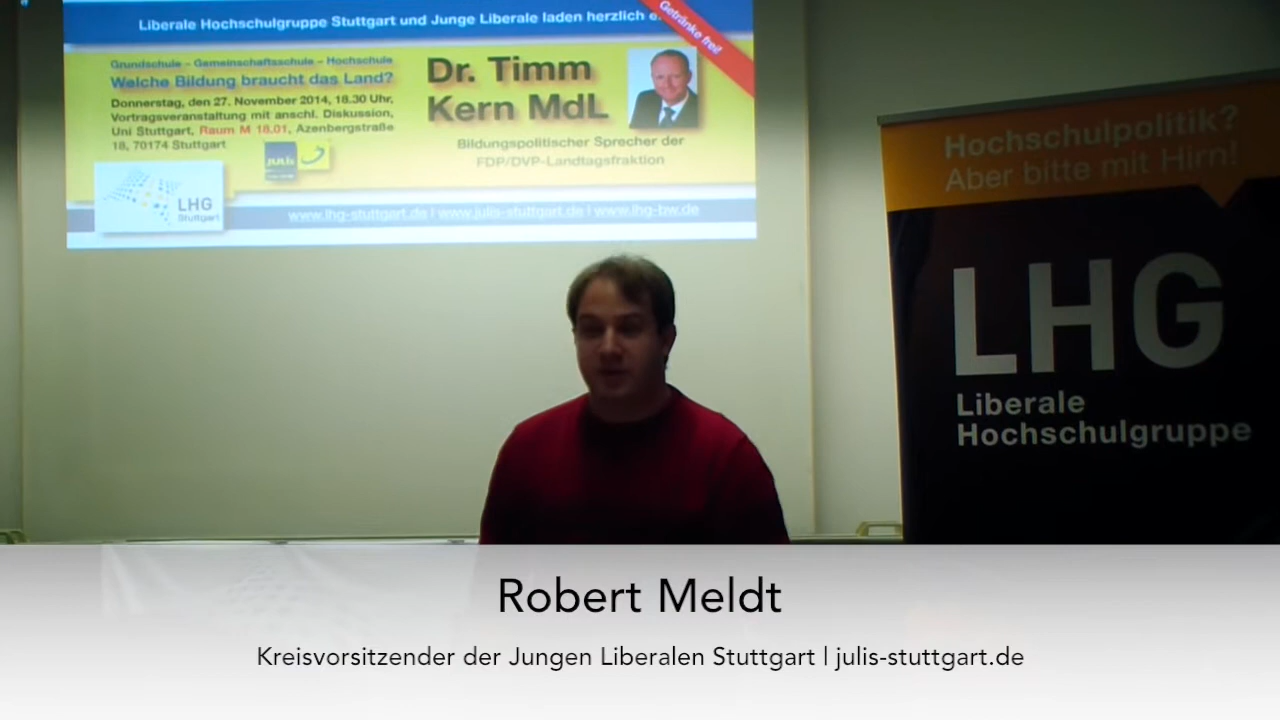 Liberale Hochschulgruppe Stuttgart und Junge Liberale laden herzlich e
Getränke frei!
Grundschule – Gemeinschaftsschule – Hochschule
Welche Bildung braucht das Land?
Donnerstag, den 27. November 2014, 18.30 Uhr,
Vortragsveranstaltung mit anschl. Diskussion,
Uni Stuttgart, Raum M 18.01, Azenbergstraße
18, 70174 Stuttgart
Dr. Timm
Kern MdL
Bildungspolitischer Sprecher der
FDP/DVP-Landtagsfraktion
julis
LHG
Stuttgart
www.lhg-stuttgart.de I www.julis-stuttgart.de I www.lhg-bw.de
Hochschulpolitik?
Aber bitte mit Hirn!
LHG
Liberale
Hochschulgruppe
Robert Meldt
Kreisvorsitzender der Jungen Liberalen Stuttgart | julis-stuttgart.de